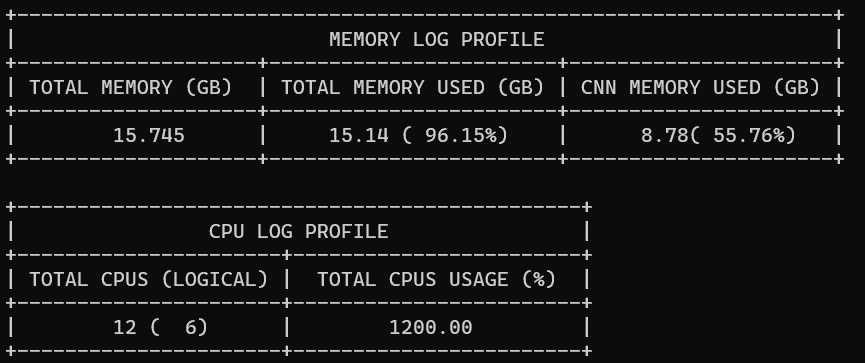 MEMORY LOG PROFILE
TOTAL MEMORY (GB) | TOTAL MEMORY USED (GB) | CNN MEMORY USED (GB)
15.745 | 15.14 ( 96.15%) | 8.78( 55.76%)
CPU LOG PROFILE
TOTAL CPUS (LOGICAL) | TOTAL CPUS USAGE (%)
12 (  6) | 1200.00